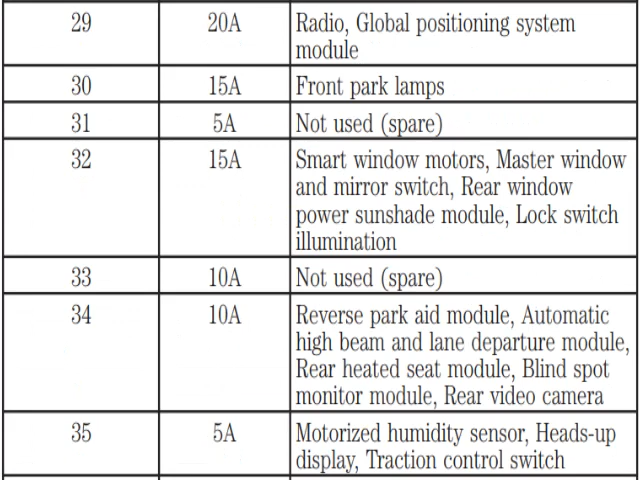 29 20A Radio, Global positioning system
module
30 15A Front park lamps
31 5A Not used (spare)
32 15A Smart window motors, Master window
and mirror switch, Rear window
power sunshade module, Lock switch
illumination
33 10A Not used (spare)
34 10A Reverse park aid module, Automatic
high beam and lane departure module,
Rear heated seat module, Blind spot
monitor module, Rear video camera
35 5A Motorized humidity sensor, Heads-up
display, Traction control switch